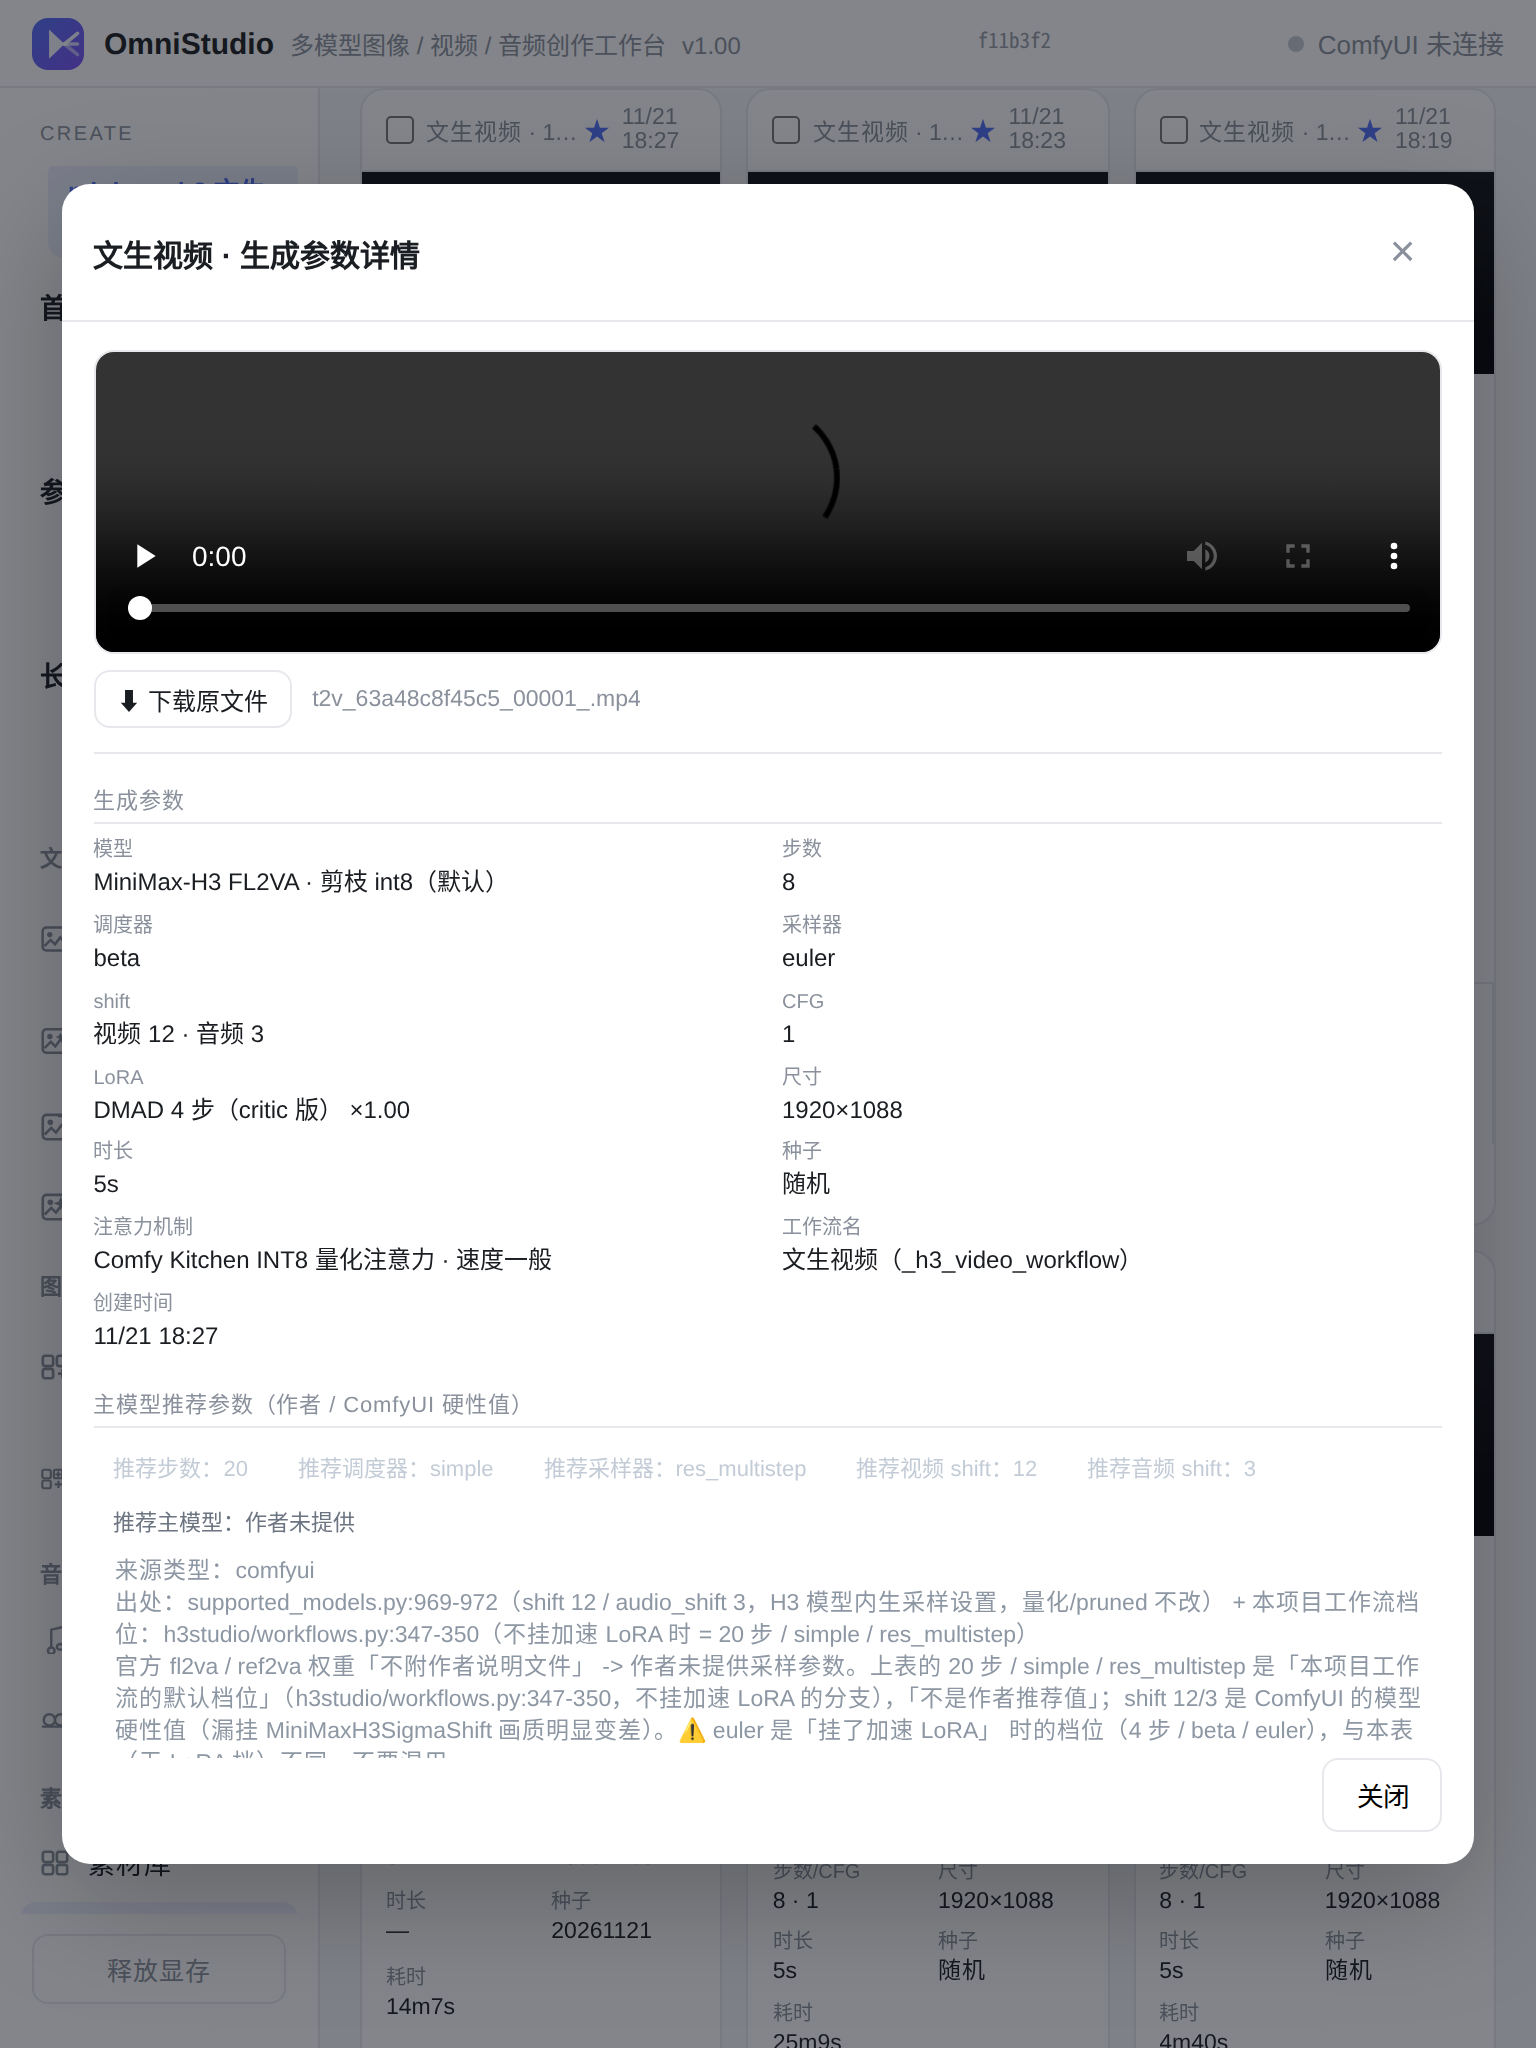 OmniStudio 多模型图像 / 视频 / 音频创作工作台 v1.00
f11b3f2
ComfyUI 未连接
CREATE
文生视频 · 1... ★ 11/21 18:27
文生视频 · 1... ★ 11/21 18:23
文生视频 · 1... ★ 11/21 18:19
首
参
长
文
图
音
素
文生视频 · 生成参数详情
0:00
下载原文件
t2v_63a48c8f45c5_00001_.mp4
生成参数
模型
MiniMax-H3 FL2VA · 剪枝 int8（默认）
步数
8
调度器
beta
采样器
euler
shift
视频 12 · 音频 3
CFG
1
LoRA
DMAD 4 步（critic 版） ×1.00
尺寸
1920×1088
时长
5s
种子
随机
注意力机制
Comfy Kitchen INT8 量化注意力 · 速度一般
工作流名
文生视频（_h3_video_workflow）
创建时间
11/21 18:27
主模型推荐参数（作者 / ComfyUI 硬性值）
推荐步数：20 推荐调度器：simple 推荐采样器：res_multistep 推荐视频 shift：12 推荐音频 shift：3
推荐主模型：作者未提供
来源类型：comfyui
出处：supported_models.py:969-972（shift 12 / audio_shift 3，H3 模型内生采样设置，量化/pruned 不改） + 本项目工作流档
位：h3studio/workflows.py:347-350（不挂加速 LoRA 时 = 20 步 / simple / res_multistep）
官方 fl2va / ref2va 权重「不附作者说明文件」 -> 作者未提供采样参数。上表的 20 步 / simple / res_multistep 是「本项目工作
流的默认档位」（h3studio/workflows.py:347-350，不挂加速 LoRA 的分支），「不是作者推荐值」；shift 12/3 是 ComfyUI 的模型
硬性值（漏挂 MiniMaxH3SigmaShift 画质明显变差）。⚠️ euler 是「挂了加速 LoRA」 时的档位（4 步 / beta / euler），与本表
关闭
素材库
释放显存
时长
—
种子
20261121
耗时
14m7s
步数/CFG
8 · 1
尺寸
1920×1088
时长
5s
种子
随机
耗时
25m9s
步数/CFG
8 · 1
尺寸
1920×1088
时长
5s
种子
随机
耗时
4m40s